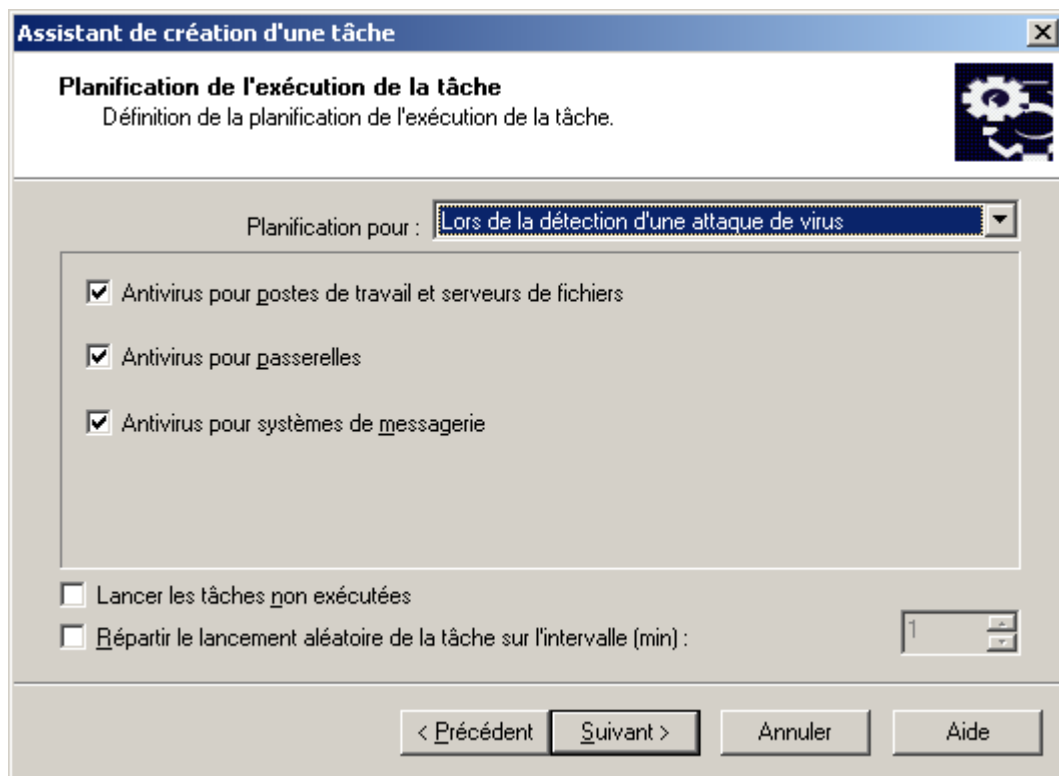 Assistant de création d'une tâche
Planification de l'exécution de la tâche
Définition de la planification de l'exécution de la tâche.
Planification pour : Lors de la détection d'une attaque de virus
Antivirus pour postes de travail et serveurs de fichiers
Antivirus pour passerelles
Antivirus pour systèmes de messagerie
Lancer les tâches non exécutées
Répartir le lancement aléatoire de la tâche sur l'intervalle (min) : 1
< Précédent Suivant > Annuler Aide